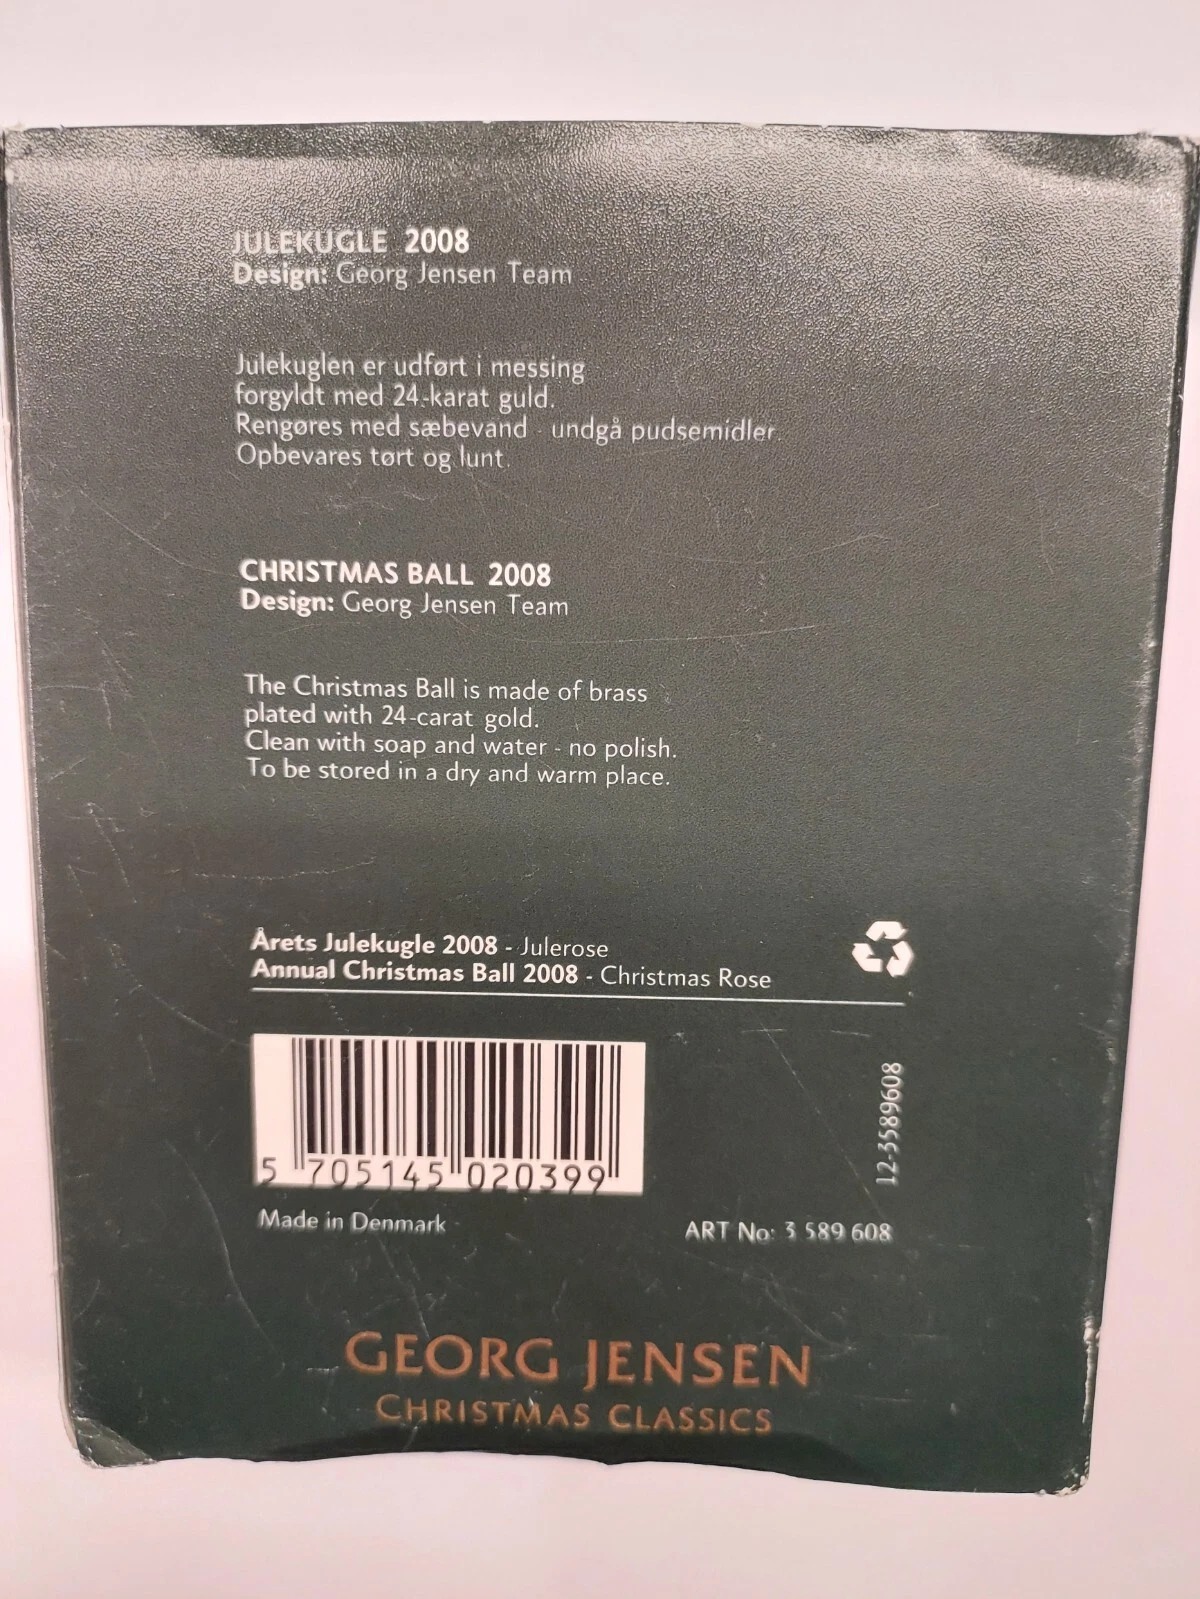 JULEKUGLE 2008
Design: Georg Jensen Team
Julekuglen er udført i messing
forgyldt med 24-karat guld.
Rengøres med sæbevand - undgå pudsemidler.
Opbevares tørt og lunt.
CHRISTMAS BALL 2008
Design: Georg Jensen Team
The Christmas Ball is made of brass
plated with 24-carat gold.
Clean with soap and water - no polish.
To be stored in a dry and warm place.
Årets Julekugle 2008 - Julerose
Annual Christmas Ball 2008 - Christmas Rose
12-3589608
5 705145 020399
Made in Denmark
ART No: 3 589 608
GEORG JENSEN
CHRISTMAS CLASSICS